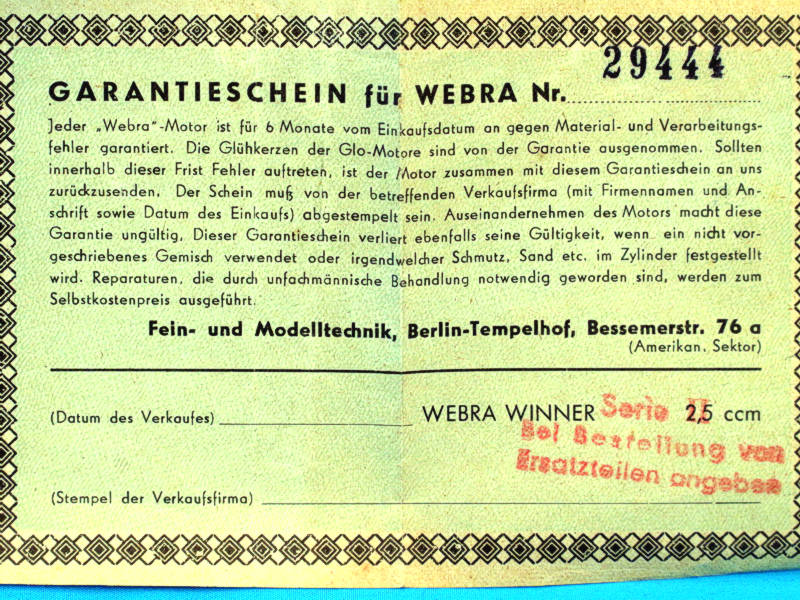 29444
GARANTIESCHEIN für WEBRA Nr.
Jeder „Webra"-Motor ist für 6 Monate vom Einkaufsdatum an gegen Material- und Verarbeitungs-
fehler garantiert. Die Glühkerzen der Glo-Motore sind von der Garantie ausgenommen. Sollten
innerhalb dieser Frist Fehler auftreten, ist der Motor zusammen mit diesem Garantieschein an uns
zurückzusenden. Der Schein muß von der betreffenden Verkaufsfirma (mit Firmennamen und An-
schrift sowie Datum des Einkaufs) abgestempelt sein. Auseinandernehmen des Motors macht diese
Garantie ungültig. Dieser Garantieschein verliert ebenfalls seine Gültigkeit, wenn ein nicht vor-
geschriebenes Gemisch verwendet oder irgendwelcher Schmutz, Sand etc. im Zylinder festgestellt
wird. Reparaturen, die durch unfachmännische Behandlung notwendig geworden sind, werden zum
Selbstkostenpreis ausgeführt.
Fein- und Modelltechnik, Berlin-Tempelhof, Bessemerstr. 76 a
(Amerikan. Sektor)
(Datum des Verkaufes) WEBRA WINNER Serie II 2,5 ccm
Bei Bestellung von
Ersatzteilen angeben
(Stempel der Verkaufsfirma)